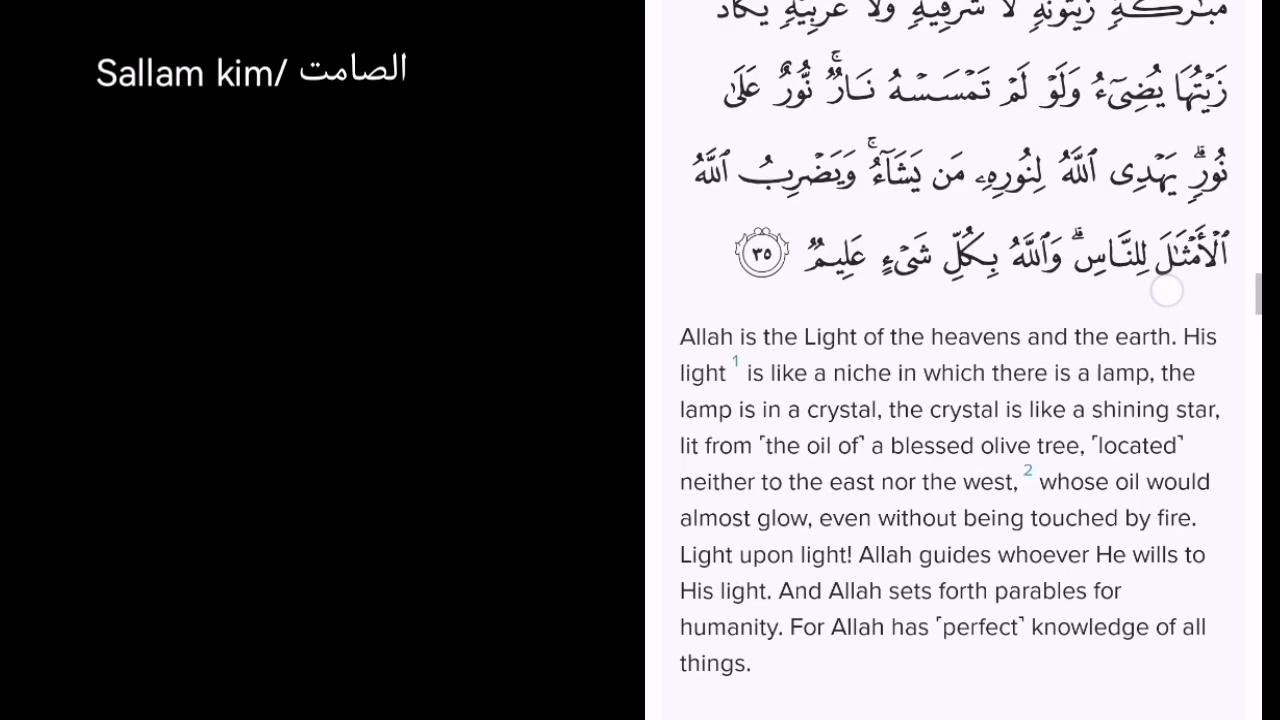 Sallam kim/ الصامت
مُّبَٰرَكَةٍ زَيْتُونَةٍ لَّا شَرْقِيَّةٍ وَلَا غَرْبِيَّةٍ يَكَادُ
زَيْتُهَا يُضِىٓءُ وَلَوْ لَمْ تَمْسَسْهُ نَارٌ ۚ نُّورٌ عَلَىٰ
نُورٍ ۗ يَهْدِى ٱللَّهُ لِنُورِهِۦ مَن يَشَآءُ ۚ وَيَضْرِبُ ٱللَّهُ
ٱلْأَمْثَٰلَ لِلنَّاسِ ۗ وَٱللَّهُ بِكُلِّ شَىْءٍ عَلِيمٌ ٣٥
Allah is the Light of the heavens and the earth. His
light 1 is like a niche in which there is a lamp, the
lamp is in a crystal, the crystal is like a shining star,
lit from ˹the oil of˺ a blessed olive tree, ˹located˺
neither to the east nor the west, 2 whose oil would
almost glow, even without being touched by fire.
Light upon light! Allah guides whoever He wills to
His light. And Allah sets forth parables for
humanity. For Allah has ˹perfect˺ knowledge of all
things.